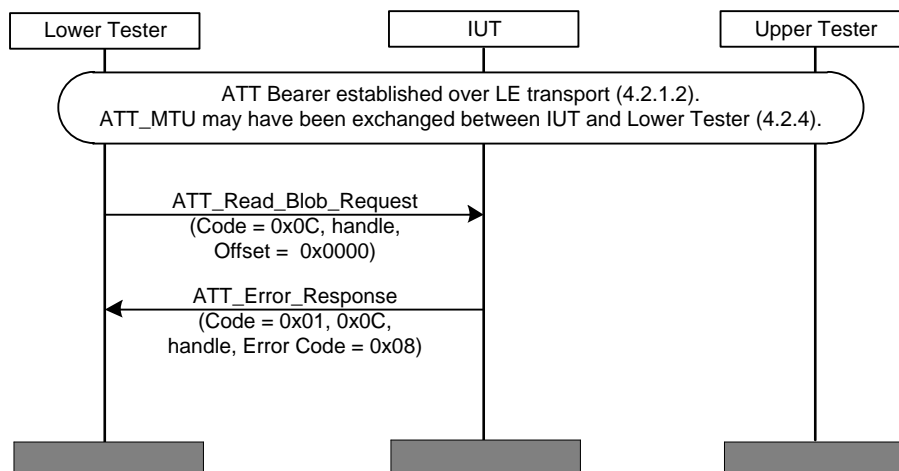 Lower Tester
IUT
Upper Tester
ATT Bearer established over LE transport (4.2.1.2).
ATT_MTU may have been exchanged between IUT and Lower Tester (4.2.4).
ATT_Read_Blob_Request
(Code = 0x0C, handle,
Offset = 0x0000)
ATT_Error_Response
(Code = 0x01, 0x0C,
handle, Error Code = 0x08)